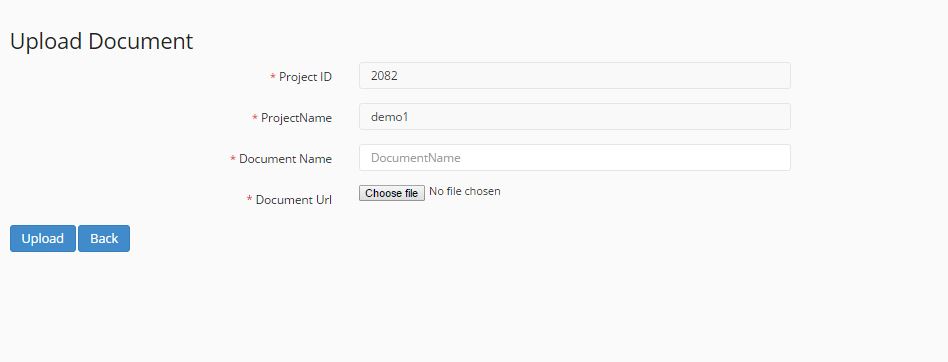 Upload Document
* Project ID 2082
* ProjectName demo1
* Document Name DocumentName
* Document Url Choose file No file chosen
Upload Back